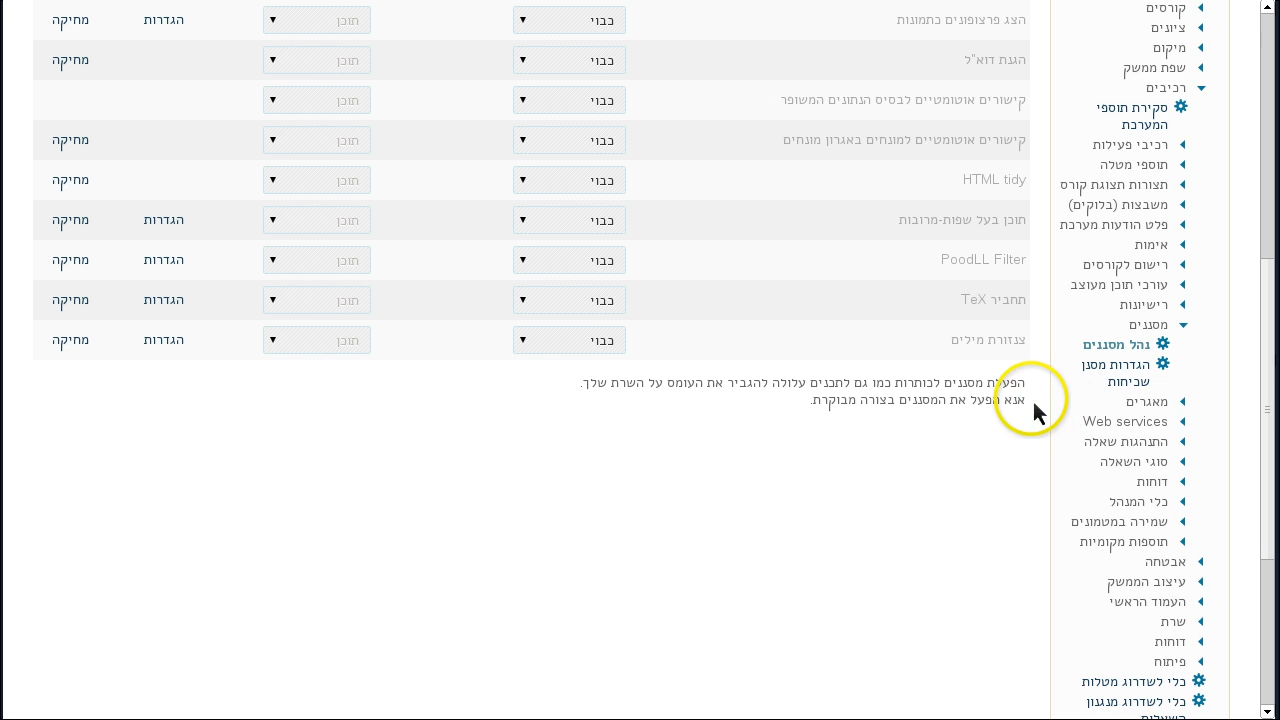 קורסים
ציונים
מיקום
שפת ממשק
רכיבים
סקירת תוספי
המערכת
רכיבי פעילות
תוספי מטלה
תצורות תצוגת קורס
משבצות (בלוקים)
פלט הודעות מערכת
אימות
רישום לקורסים
עורכי תוכן מעוצב
רישיונות
מסננים
נהל מסננים
הגדרות מסנן
שכיחות
מאגרים
Web services
התנהגות שאלה
סוגי השאלה
דוחות
כלי המנהל
שמירה במטמונים
תוספות מקומיות
אבטחה
עיצוב הממשק
העמוד הראשי
שרת
דוחות
פיתוח
כלי לשדרוג מטלות
כלי לשדרוג מנגנון
הצג פרצופונים כתמונות כבוי תוכן הגדרות מחיקה
הגנת דוא"ל כבוי תוכן מחיקה
קישורים אוטומטיים לבסיס הנתונים המשופר כבוי תוכן
קישורים אוטומטיים למונחים באגרון מונחים כבוי תוכן מחיקה
HTML tidy כבוי תוכן מחיקה
תוכן בעל שפות-מרובות כבוי תוכן הגדרות מחיקה
PoodLL Filter כבוי תוכן הגדרות מחיקה
תחביר TeX כבוי תוכן הגדרות מחיקה
צנזורת מילים כבוי תוכן הגדרות מחיקה
הפעלת מסננים לכותרות כמו גם לתכנים עלולה להגביר את העומס על השרת שלך.
אנא הפעל את המסננים בצורה מבוקרת.